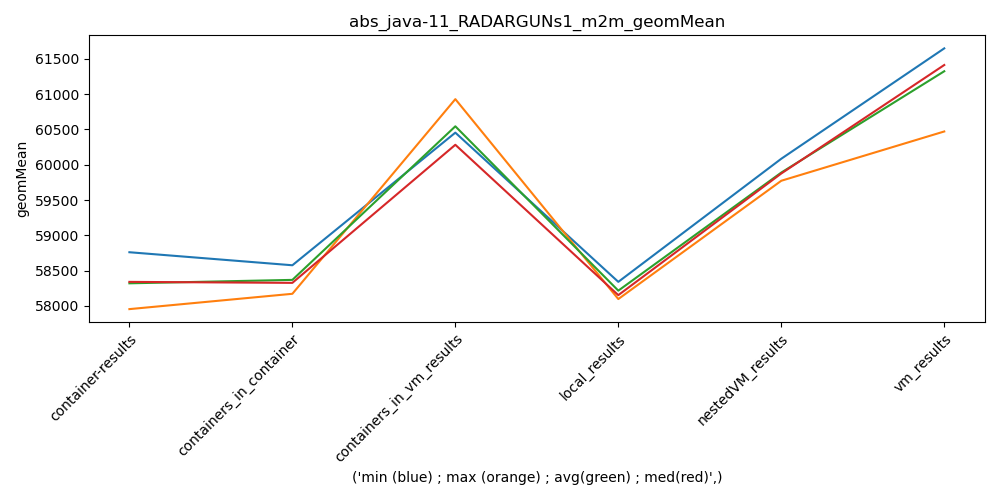 abs_java-11_RADARGUNs1_m2m_geomMean
geomMean
61500
61000
60500
60000
59500
59000
58500
58000
container-results
containers_in_container
containers_in_vm_results
local_results
nestedVM_results
vm_results
('min (blue) ; max (orange) ; avg(green) ; med(red)',)